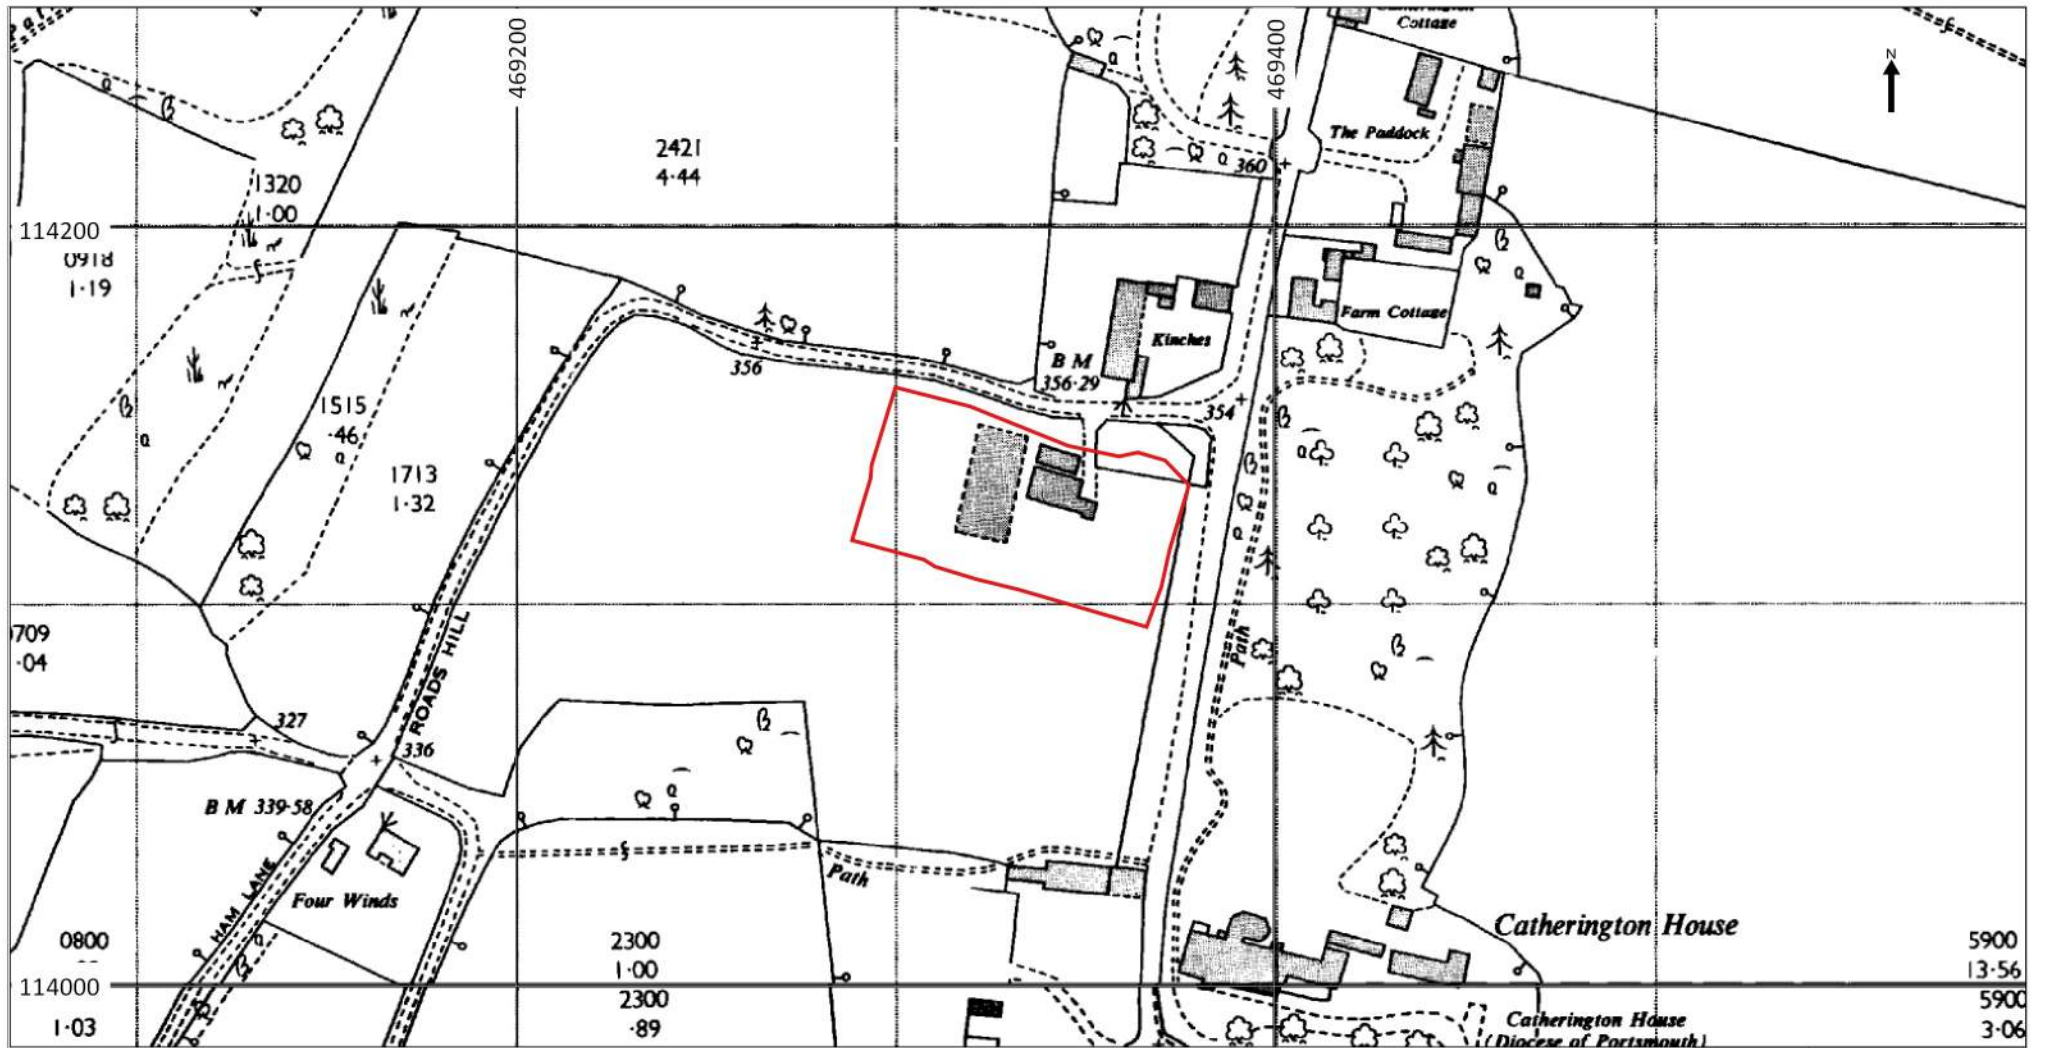 469200
469400
Cottage
N
The Paddock
2421
4·44
360
1320
1·00
114200
0918
1·19
Farm Cottage
Kinches
B M
356·29
356
354
1515
·46
1713
1·32
ROADS HILL
Path
·04
327
336
B M 339·58
HAM LANE
Four Winds
Path
0800
2300
1·00
Catherington House
5900
13·56
114000
1·03
2300
·89
5900
3·06
Catherington House
(Diocese of Portsmouth)